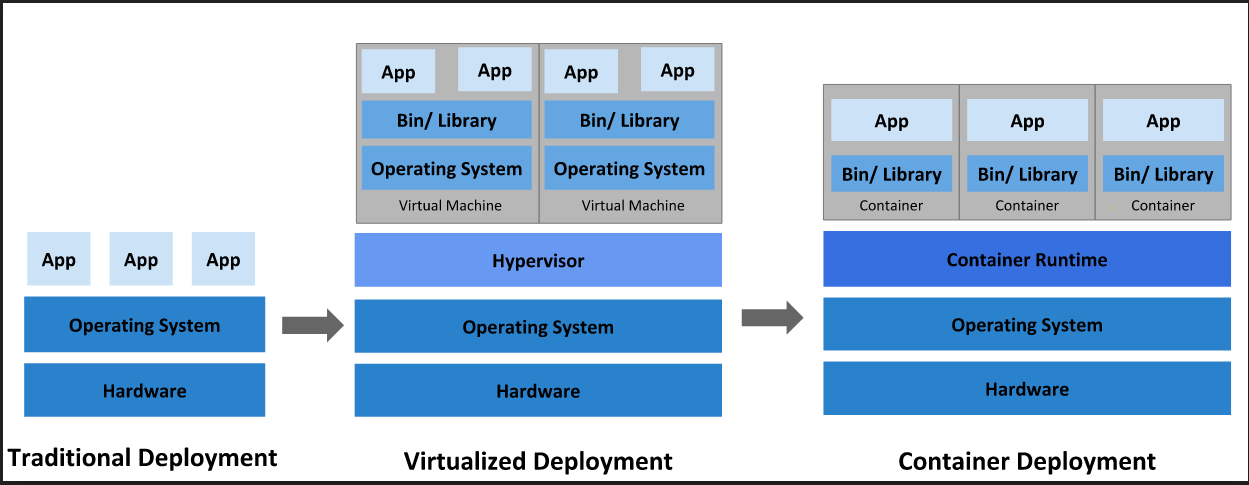 App App App
Operating System
Hardware
Traditional Deployment
App App App App
Bin/ Library Bin/ Library
Operating System Operating System
Virtual Machine Virtual Machine
Hypervisor
Operating System
Hardware
Virtualized Deployment
App App App
Bin/ Library Bin/ Library Bin/ Library
Container Container Container
Container Runtime
Operating System
Hardware
Container Deployment